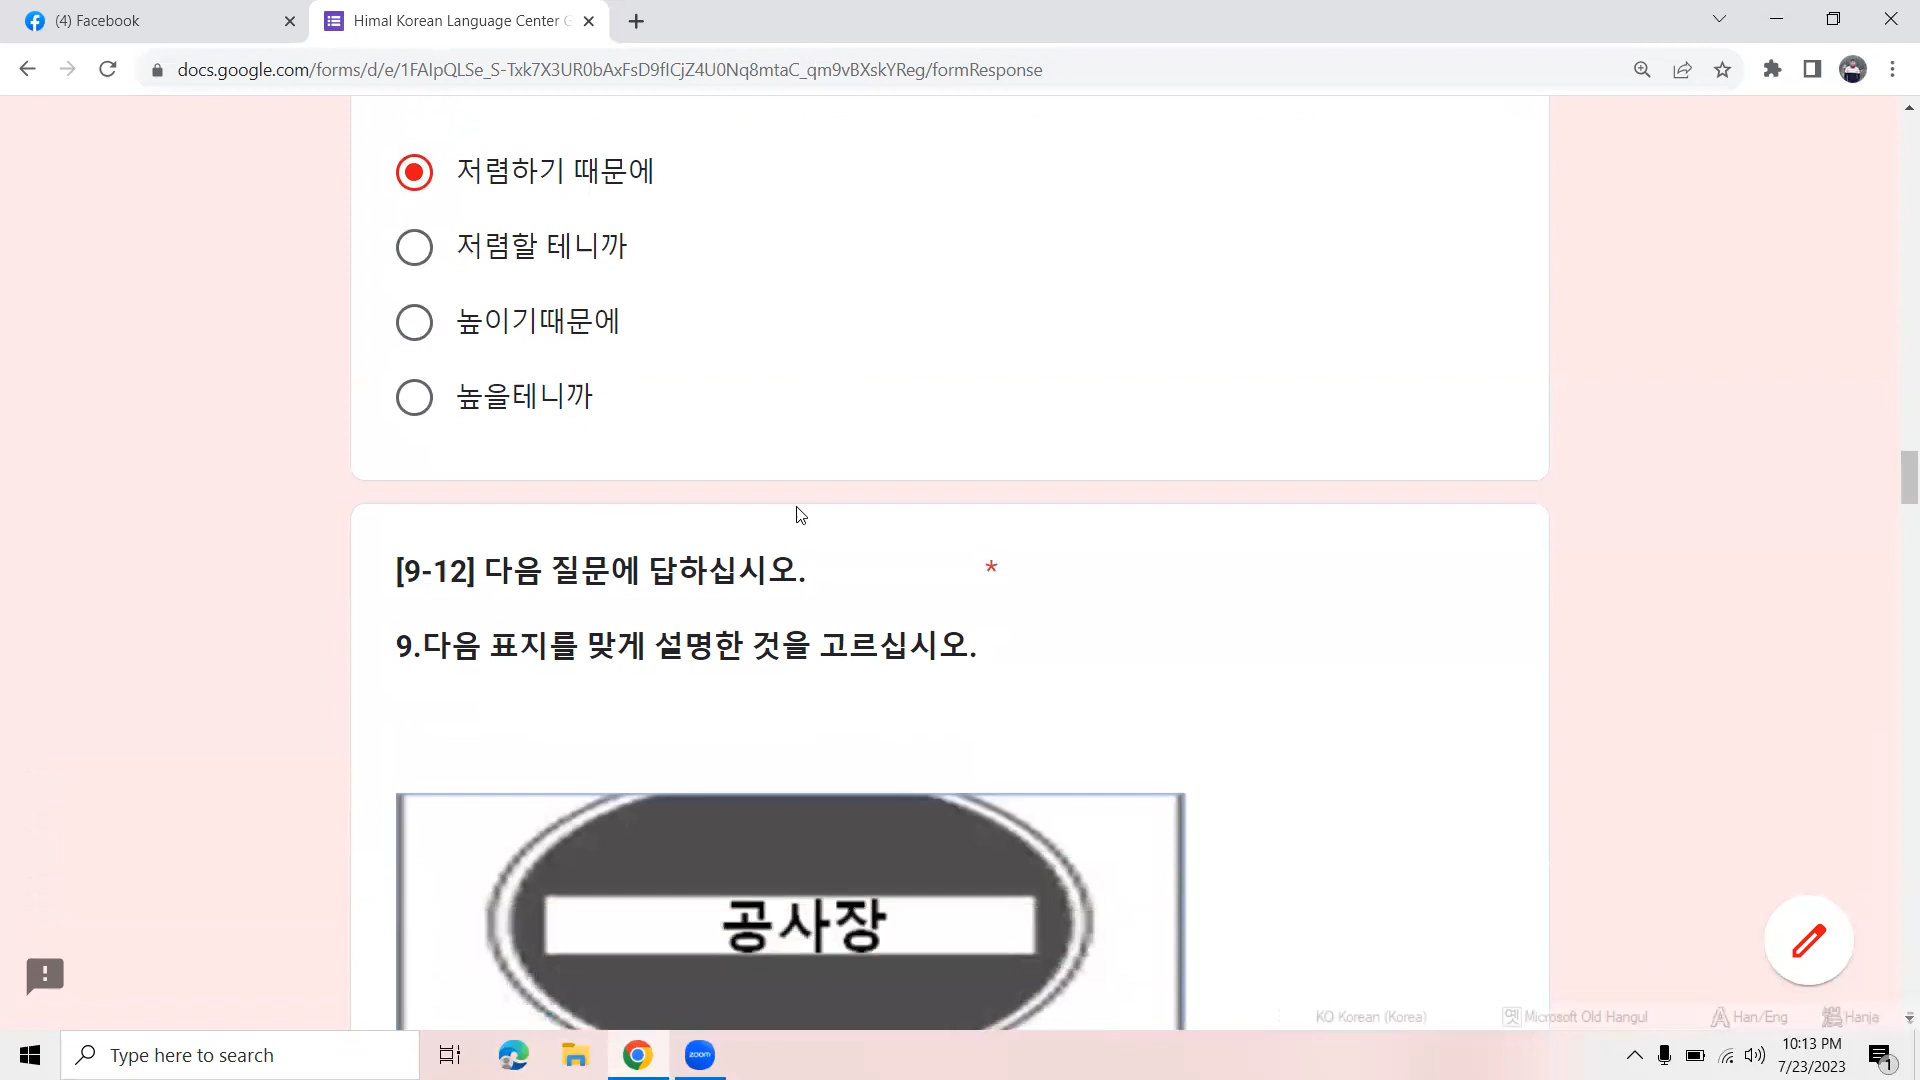 (4) Facebook
Himal Korean Language Center
docs.google.com/forms/d/e/1FAIpQLSe_S-Txk7X3UR0bAxFsD9fICjZ4U0Nq8mtaC_qm9vBXskYReg/formResponse
저렴하기 때문에
저렴할 테니까
높이기때문에
높을테니까
[9-12] 다음 질문에 답하십시오. *
9.다음 표지를 맞게 설명한 것을 고르십시오.
공사장
KO Korean (Korea) Microsoft Old Hangul Han/Eng Hanja
Type here to search
zoom
10:13 PM
7/23/2023
1